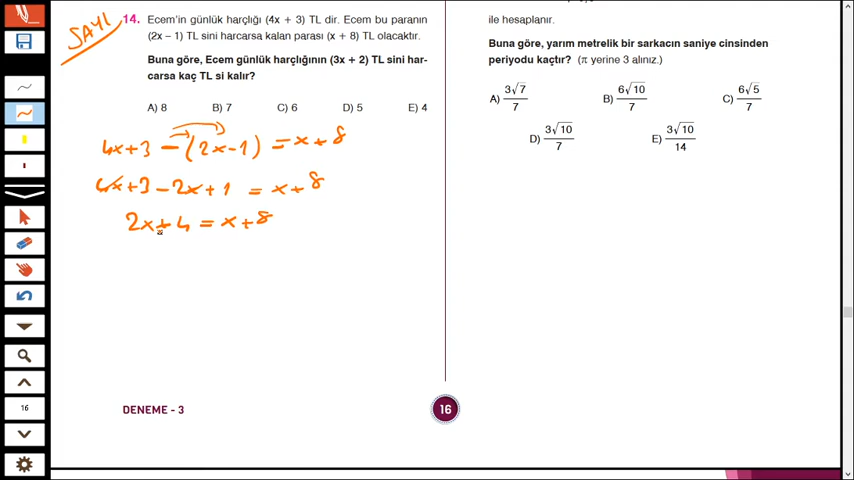 SAYI
14. Ecem'in günlük harçlığı (4x + 3) TL dir. Ecem bu paranın
(2x – 1) TL sini harcarsa kalan parası (x + 8) TL olacaktır.
Buna göre, Ecem günlük harçlığının (3x + 2) TL sini har-
carsa kaç TL si kalır?
A) 8 B) 7 C) 6 D) 5 E) 4
4x+3 - (2x-1) = x+8
4x+3 - 2x+1 = x+8
2x+4 = x+8
DENEME - 3
ile hesaplanır.
Buna göre, yarım metrelik bir sarkacın saniye cinsinden
periyodu kaçtır? (π yerine 3 alınız.)
A) 3√7/7 B) 6√10/7 C) 6√5/7
D) 3√10/7 E) 3√10/14
16
16